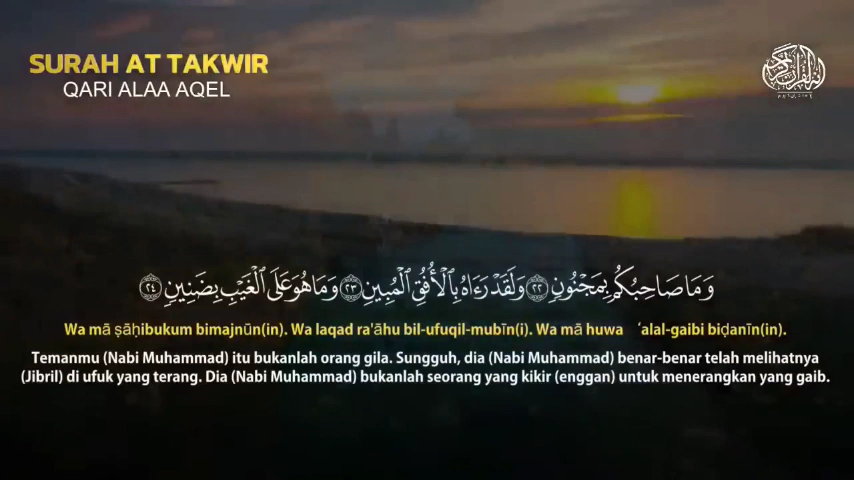 SURAH AT TAKWIR
QARI ALAA AQEL
وَمَا صَاحِبُكُمْ بِمَجْنُونٍ ٢٢ وَلَقَدْ رَءَاهُ بِٱلْأُفُقِ ٱلْمُبِينِ ٢٣ وَمَا هُوَ عَلَى ٱلْغَيْبِ بِضَنِينٍ ٢٤
Wa mā ṣāḥibukum bimajnūn(in). Wa laqad ra'āhu bil-ufuqil-mubīn(i). Wa mā huwa ‘alal-gaibi biḍanīn(in).
Temanmu (Nabi Muhammad) itu bukanlah orang gila. Sungguh, dia (Nabi Muhammad) benar-benar telah melihatnya
(Jibril) di ufuk yang terang. Dia (Nabi Muhammad) bukanlah seorang yang kikir (enggan) untuk menerangkan yang gaib.